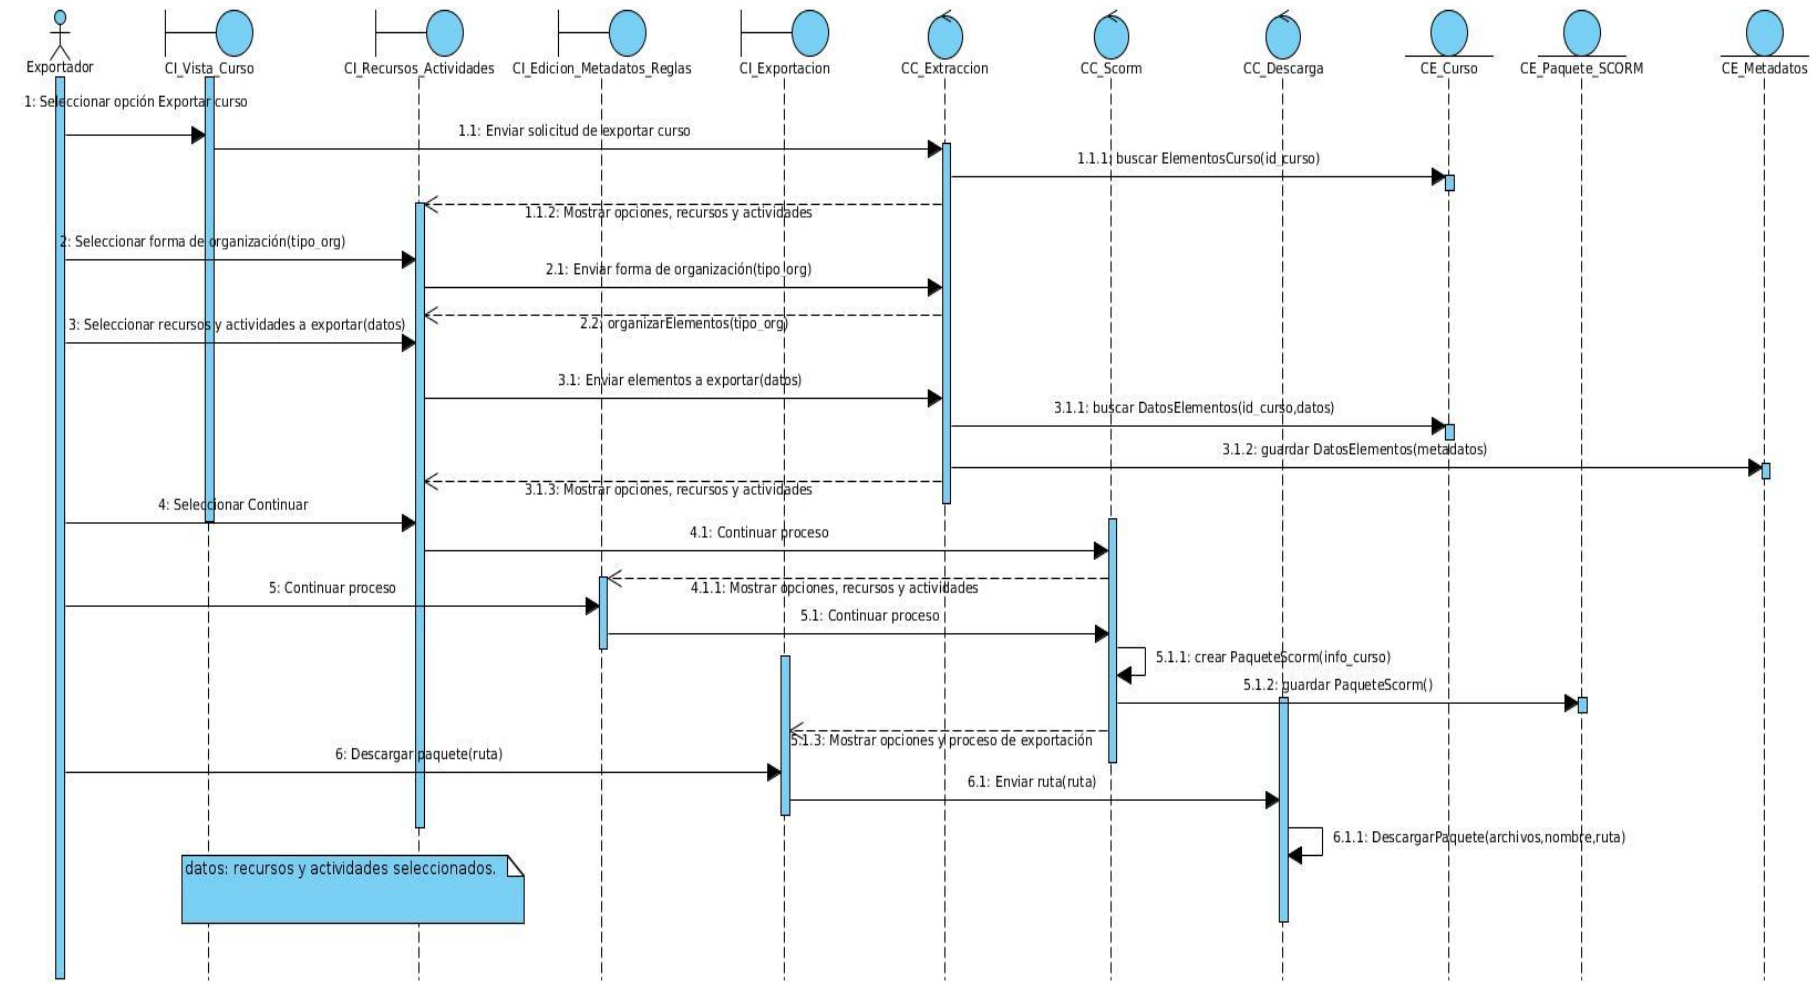 Exportador
CI_Vista_Curso
CI_Recursos_Actividades
CI_Edicion_Metadatos_Reglas
CI_Exportacion
CC_Extraccion
CC_Scorm
CC_Descarga
CE_Curso
CE_Paquete_SCORM
CE_Metadatos
1: Seleccionar opción Exportar curso
1.1: Enviar solicitud de exportar curso
1.1.1: buscar ElementosCurso(id_curso)
1.1.2: Mostrar opciones, recursos y actividades
2: Seleccionar forma de organización(tipo_org)
2.1: Enviar forma de organización(tipo_org)
2.2: organizarElementos(tipo_org)
3: Seleccionar recursos y actividades a exportar(datos)
3.1: Enviar elementos a exportar(datos)
3.1.1: buscar DatosElementos(id_curso,datos)
3.1.2: guardar DatosElementos(metadatos)
3.1.3: Mostrar opciones, recursos y actividades
4: Seleccionar Continuar
4.1: Continuar proceso
4.1.1: Mostrar opciones, recursos y actividades
5: Continuar proceso
5.1: Continuar proceso
5.1.1: crear PaqueteScorm(info_curso)
5.1.2: guardar PaqueteScorm()
5.1.3: Mostrar opciones y proceso de exportación
6: Descargar paquete(ruta)
6.1: Enviar ruta(ruta)
6.1.1: DescargarPaquete(archivos,nombre,ruta)
datos: recursos y actividades seleccionados.